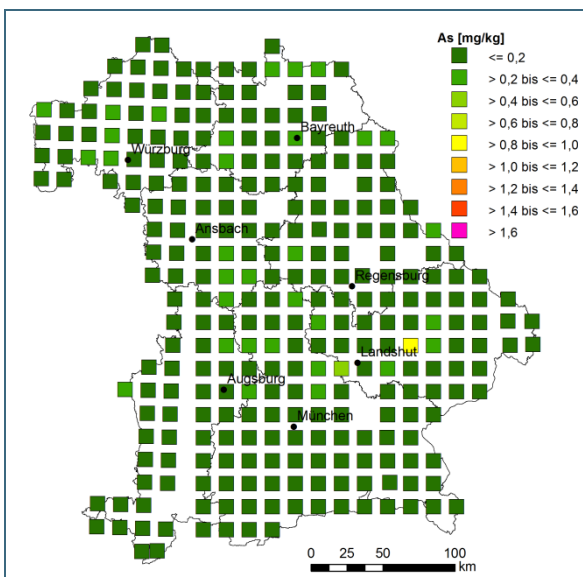 As [mg/kg]
<= 0,2
> 0,2 bis <= 0,4
> 0,4 bis <= 0,6
> 0,6 bis <= 0,8
> 0,8 bis <= 1,0
> 1,0 bis <= 1,2
> 1,2 bis <= 1,4
> 1,4 bis <= 1,6
> 1,6
Bayreuth
Würzburg
Ansbach
Regensburg
Landshut
Augsburg
München
0 25 50 100
km